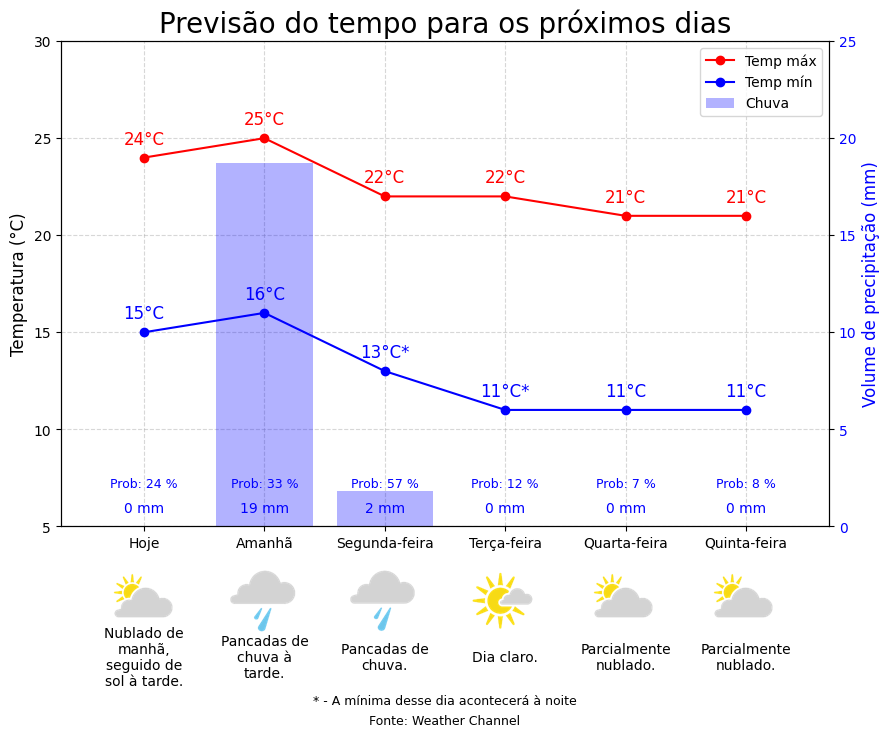 Previsão do tempo para os próximos dias
30
25
20
15
10
5
Temperatura (°C)
25
20
15
10
5
0
Volume de precipitação (mm)
Temp máx
Temp mín
Chuva
24°C
25°C
22°C
22°C
21°C
21°C
15°C
16°C
13°C*
11°C*
11°C
11°C
Prob: 24 %
Prob: 33 %
Prob: 57 %
Prob: 12 %
Prob: 7 %
Prob: 8 %
0 mm
19 mm
2 mm
0 mm
0 mm
0 mm
Hoje
Amanhã
Segunda-feira
Terça-feira
Quarta-feira
Quinta-feira
Nublado de
manhã,
seguido de
sol à tarde.
Pancadas de
chuva à
tarde.
Pancadas de
chuva.
Dia claro.
Parcialmente
nublado.
Parcialmente
nublado.
* - A mínima desse dia acontecerá à noite
Fonte: Weather Channel